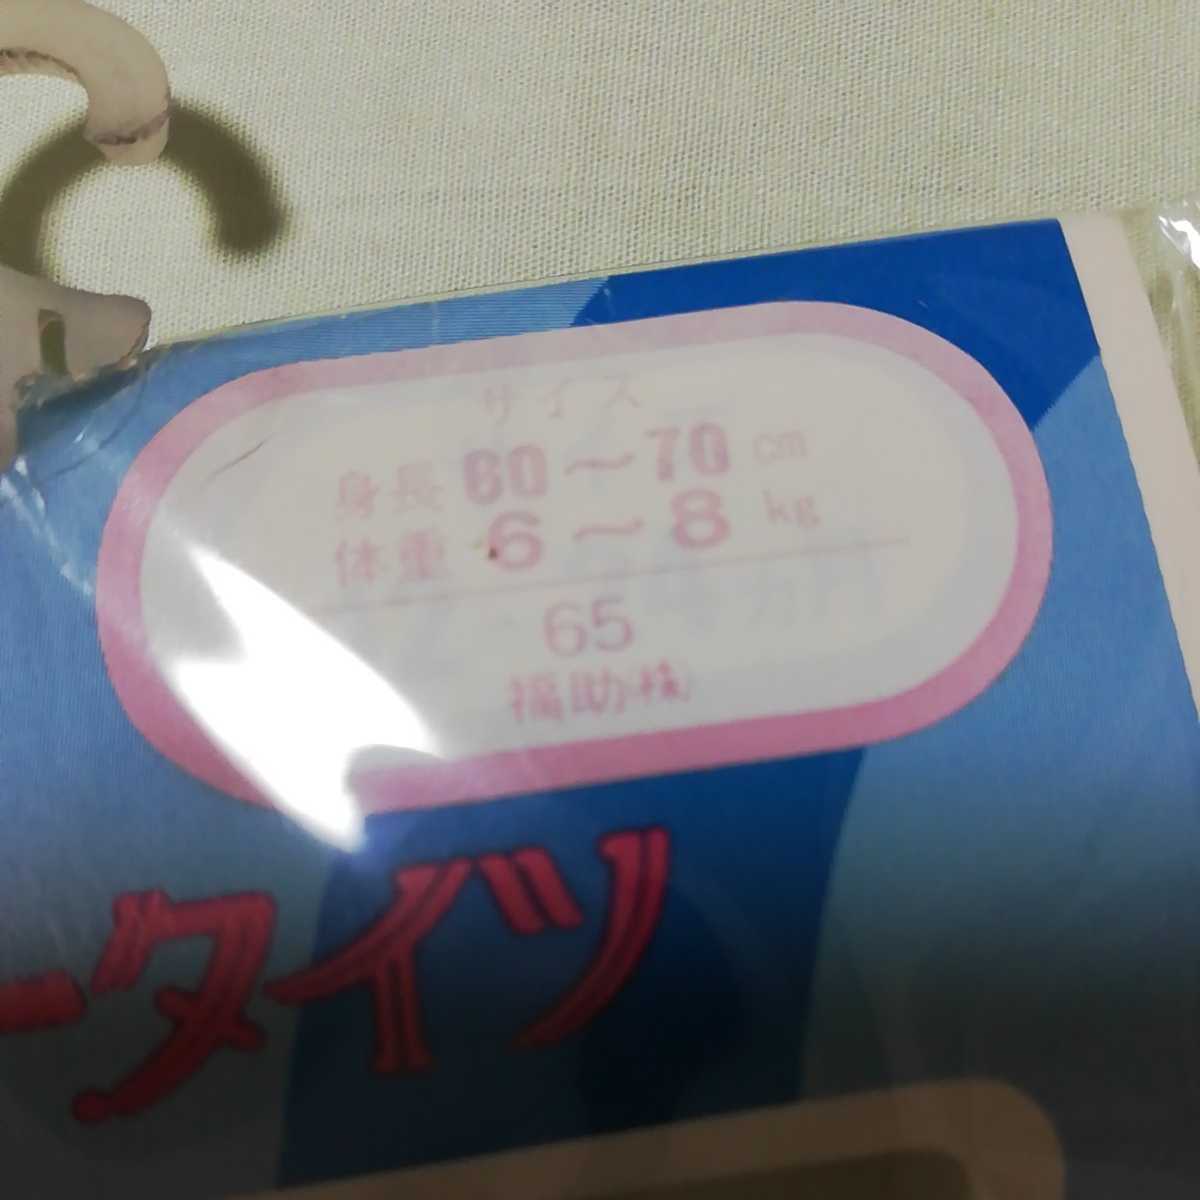 サイズ
身長 60～70 cm
体重 6～8 kg
65
福助(株)
ータイツ